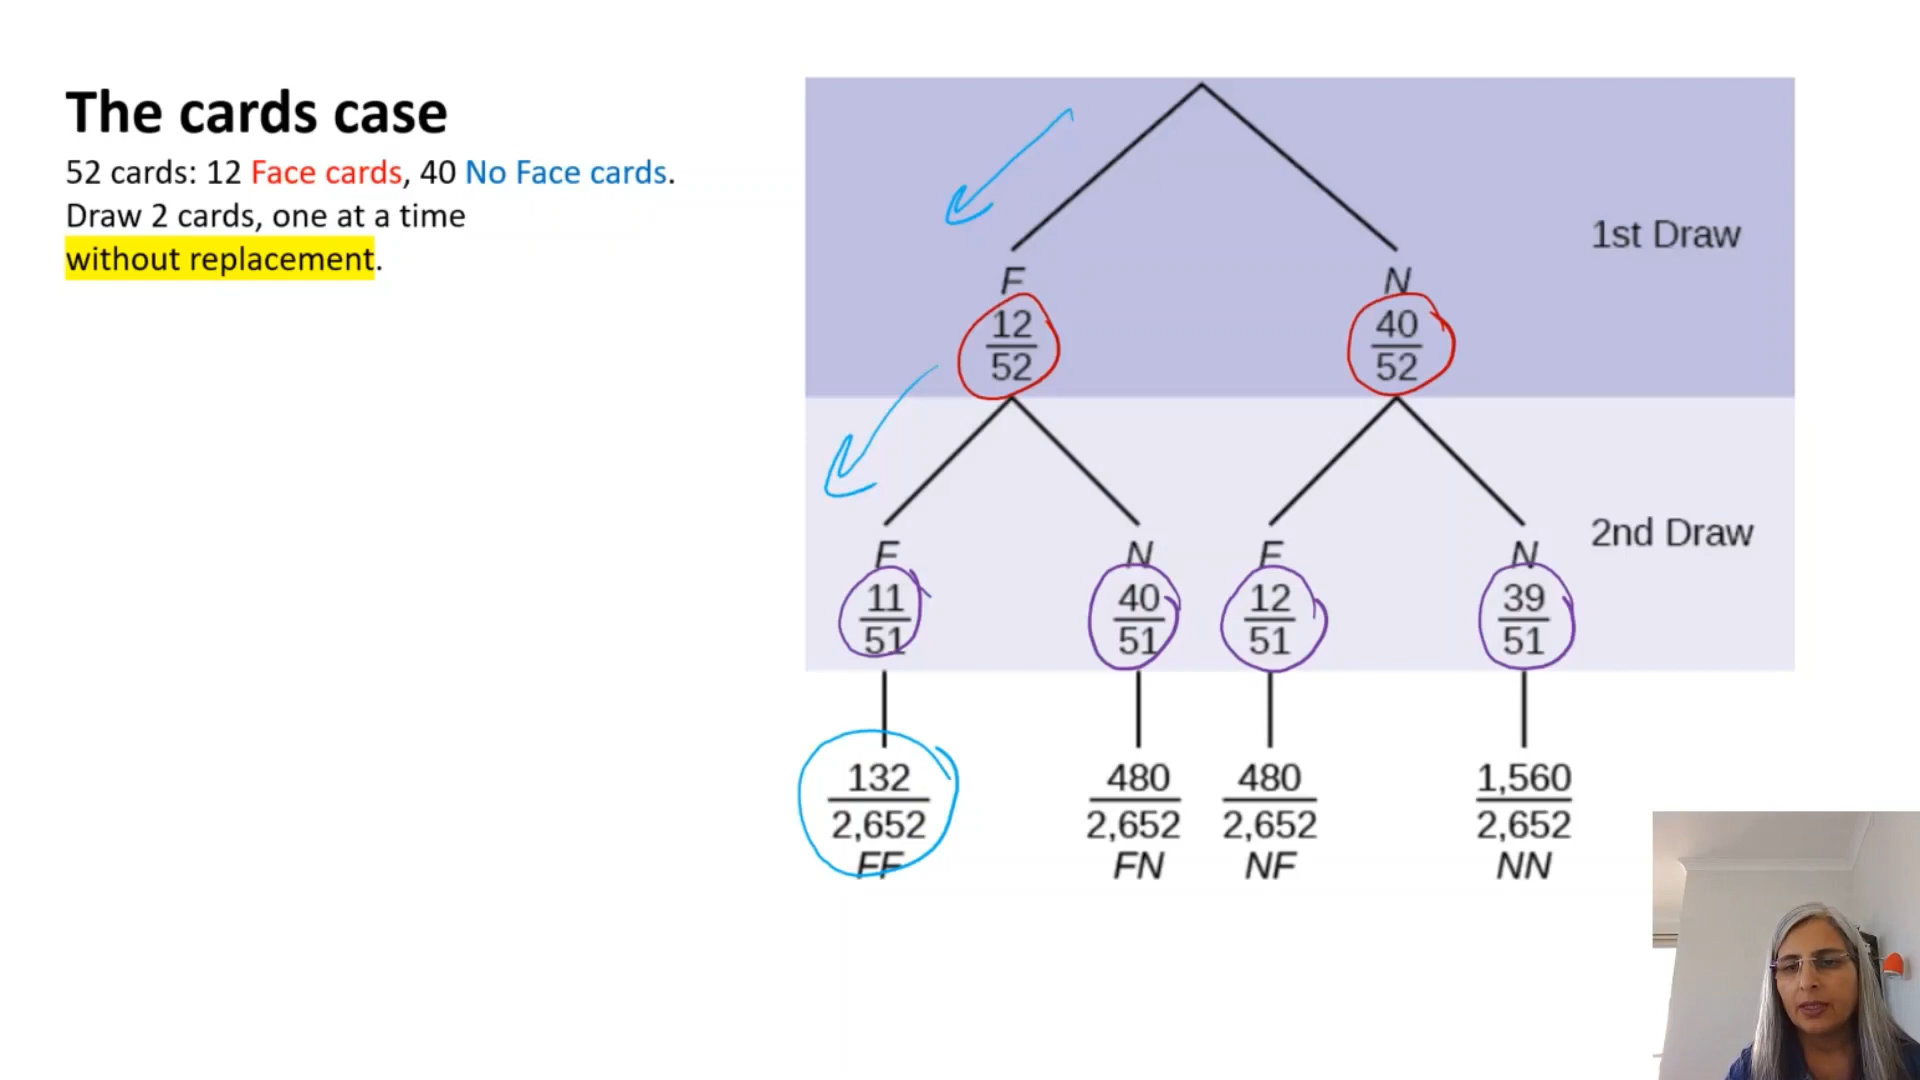 The cards case
52 cards: 12 Face cards, 40 No Face cards.
Draw 2 cards, one at a time
without replacement.
1st Draw
F N
12 40
52 52
2nd Draw
F N F N
11 40 12 39
51 51 51 51
132 480 480 1,560
2,652 2,652 2,652 2,652
FF FN NF NN